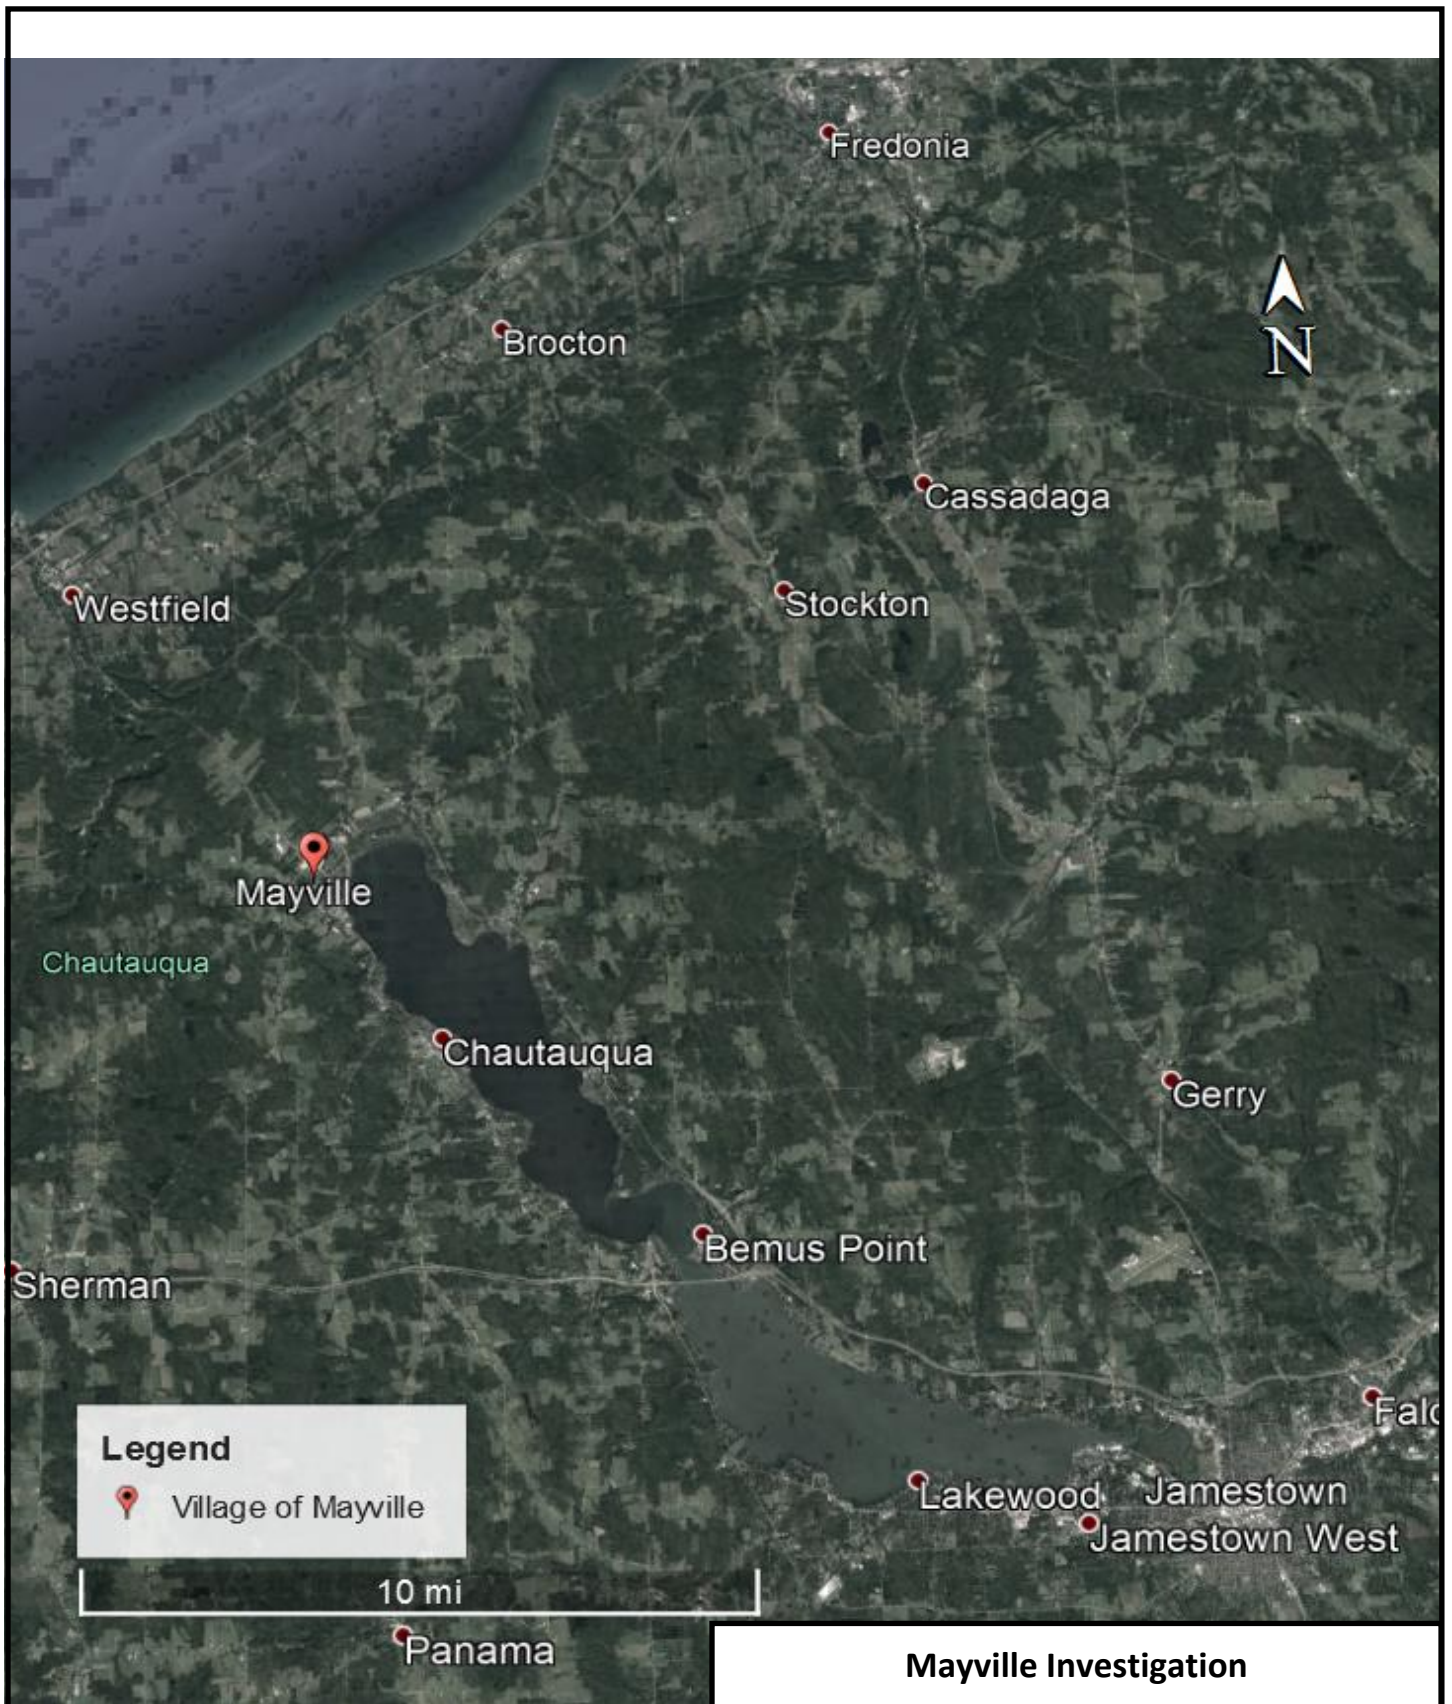 Fredonia
N
Brocton
Cassadaga
Stockton
Westfield
Mayville
Chautauqua
Chautauqua
Gerry
Bemus Point
Sherman
Falc
Legend
Village of Mayville
Lakewood
Jamestown
Jamestown West
10 mi
Panama
Mayville Investigation